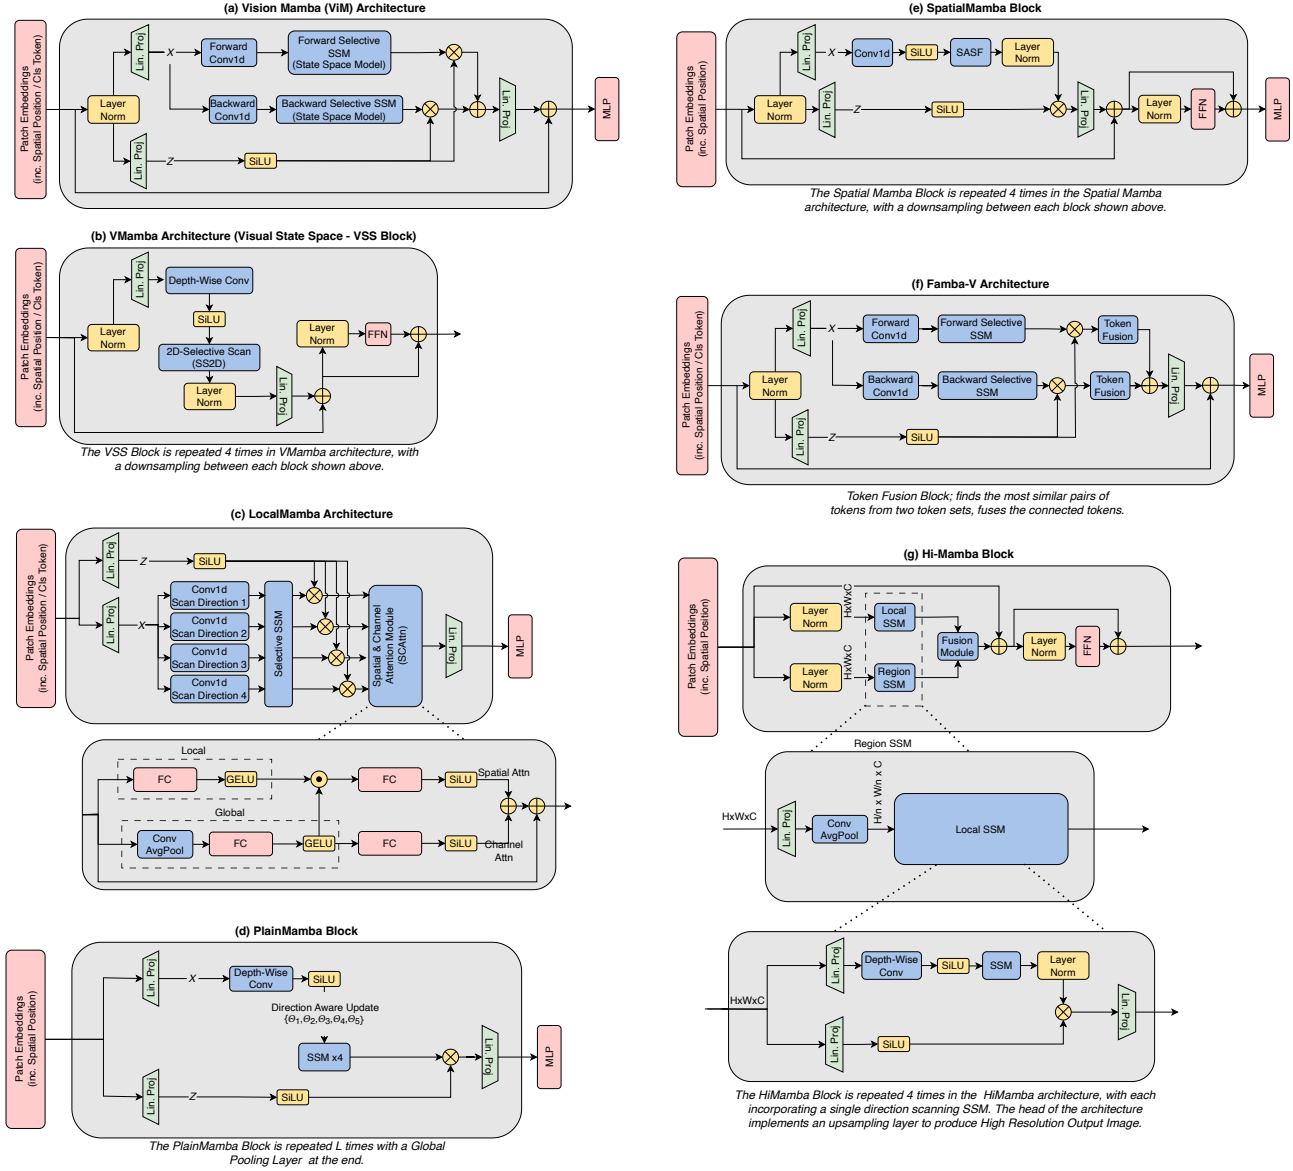 (a) Vision Mamba (ViM) Architecture
Patch Embeddings
(inc. Spatial Position / Cls Token)
Layer
Norm
Lin. Proj
X
Forward
Conv1d
Forward Selective
SSM
(State Space Model)
Backward
Conv1d
Backward Selective SSM
(State Space Model)
Lin. Proj
Z
SiLU
Lin. Proj
MLP
(b) VMamba Architecture (Visual State Space - VSS Block)
Patch Embeddings
(inc. Spatial Position / Cls Token)
Layer
Norm
Lin. Proj
Depth-Wise Conv
SiLU
2D-Selective Scan
(SS2D)
Layer
Norm
Lin. Proj
Layer
Norm
FFN
The VSS Block is repeated 4 times in VMamba architecture, with
a downsampling between each block shown above.
(c) LocalMamba Architecture
Patch Embeddings
(inc. Spatial Position / Cls Token)
Lin. Proj
Z
SiLU
Lin. Proj
X
Conv1d
Scan Direction 1
Conv1d
Scan Direction 2
Conv1d
Scan Direction 3
Conv1d
Scan Direction 4
Selective SSM
Spatial & Channel
Attention Module
(SCAttn)
Lin. Proj
MLP
Local
FC
GELU
FC
SiLU
Spatial Attn
Global
Conv
AvgPool
FC
GELU
FC
SiLU
Channel
Attn
(d) PlainMamba Block
Patch Embeddings
(inc. Spatial Position)
Lin. Proj
X
Depth-Wise
Conv
SiLU
Direction Aware Update
{Θ1,Θ2,Θ3,Θ4,Θ5}
SSM x4
Lin. Proj
Z
SiLU
Lin. Proj
MLP
The PlainMamba Block is repeated L times with a Global
Pooling Layer at the end.
(e) SpatialMamba Block
Patch Embeddings
(inc. Spatial Position)
Layer
Norm
Lin. Proj
X
Conv1d
SiLU
SASF
Layer
Norm
Lin. Proj
Z
SiLU
Lin. Proj
Layer
Norm
FFN
MLP
The Spatial Mamba Block is repeated 4 times in the Spatial Mamba
architecture, with a downsampling between each block shown above.
(f) Famba-V Architecture
Patch Embeddings
(inc. Spatial Position / Cls Token)
Layer
Norm
Lin. Proj
X
Forward
Conv1d
Forward Selective
SSM
Token
Fusion
Backward
Conv1d
Backward Selective
SSM
Token
Fusion
Lin. Proj
Z
SiLU
Lin. Proj
MLP
Token Fusion Block; finds the most similar pairs of
tokens from two token sets, fuses the connected tokens.
(g) Hi-Mamba Block
Patch Embeddings
(inc. Spatial Position)
Layer
Norm
HxWxC
Local
SSM
Layer
Norm
HxWxC
Region
SSM
Fusion
Module
Layer
Norm
FFN
Region SSM
HxWxC
Lin. Proj
Conv
AvgPool
H/n x W/n x C
Local SSM
HxWxC
Lin. Proj
Depth-Wise
Conv
SiLU
SSM
Layer
Norm
Lin. Proj
SiLU
Lin. Proj
The HiMamba Block is repeated 4 times in the HiMamba architecture, with each
incorporating a single direction scanning SSM. The head of the architecture
implements an upsampling layer to produce High Resolution Output Image.